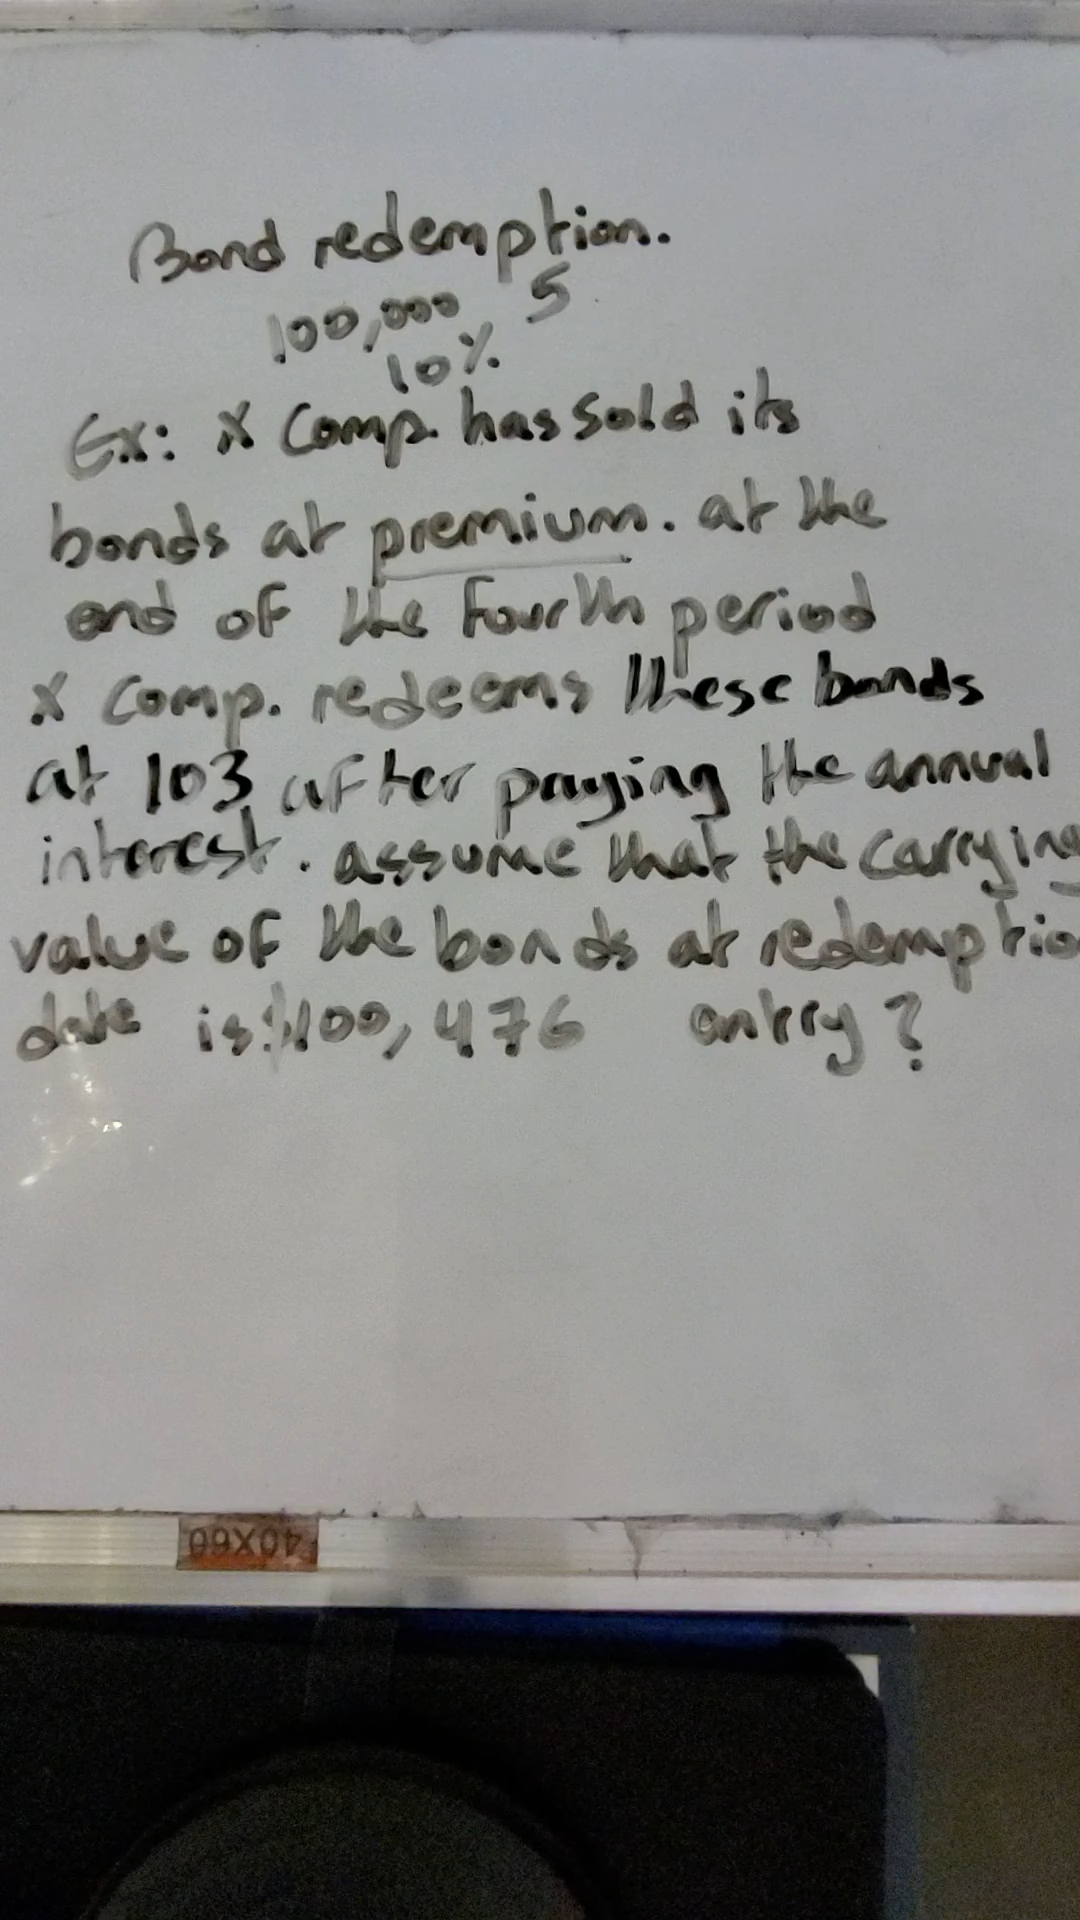 Bond redemption.
100,000 5
10%
Ex: X Comp. has sold its
bonds at premium. at the
end of the fourth period
X comp. redeems these bonds
at 103 after paying the annual
interest. assume that the carrying
value of the bonds at redemptio
date is $100,476 entry?
40X60